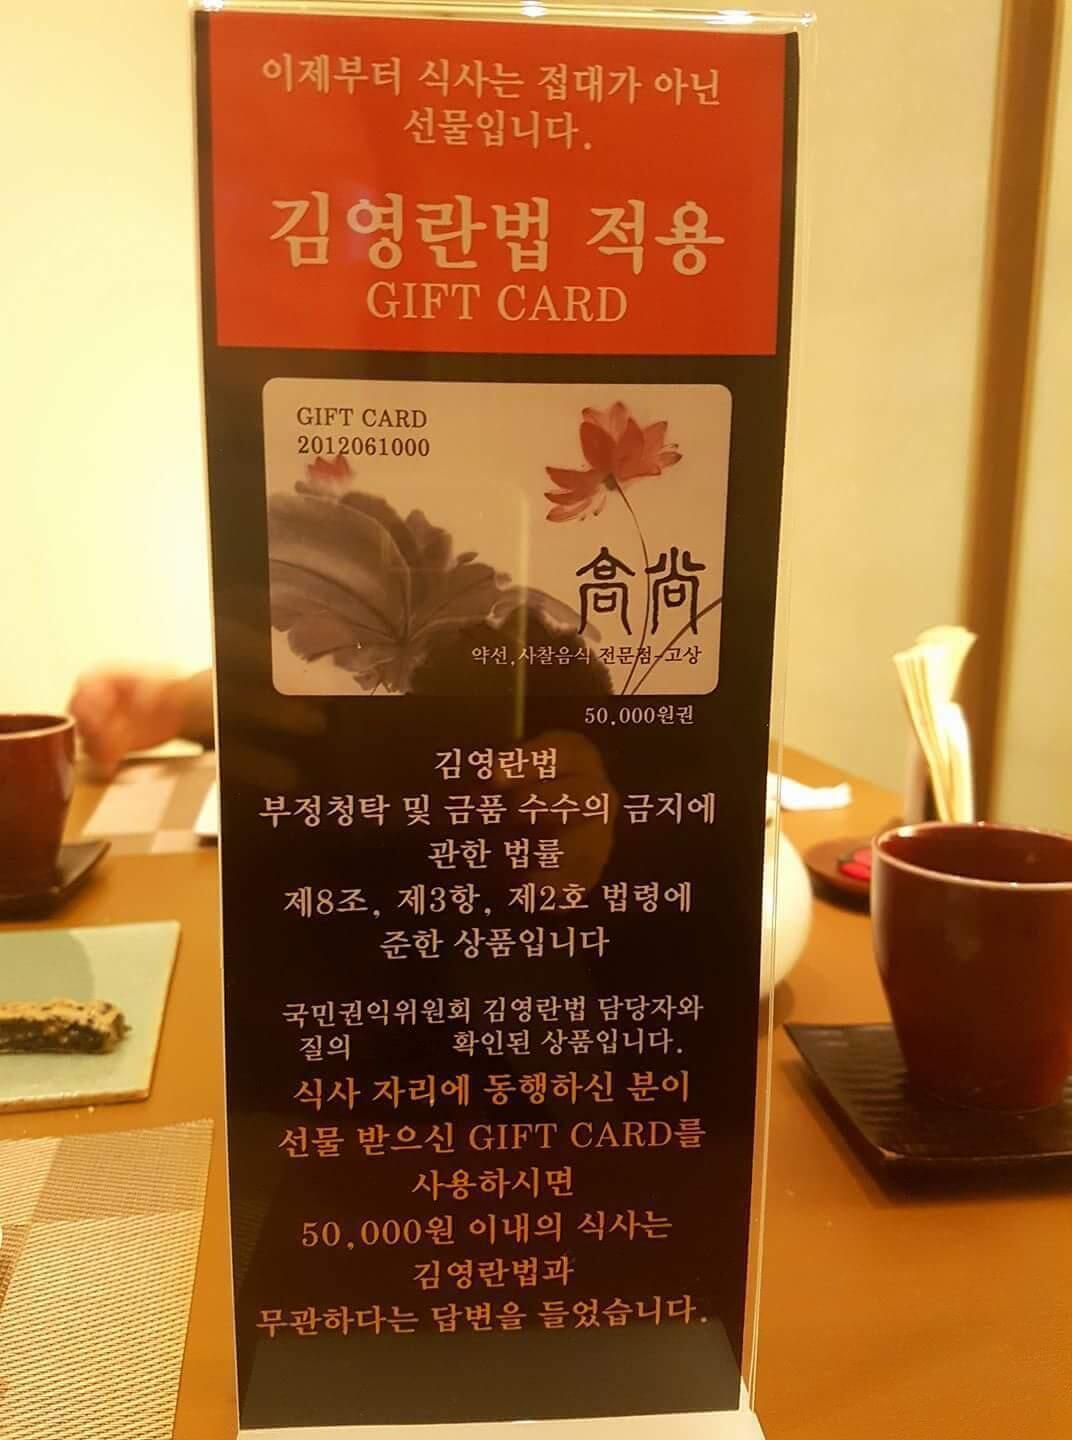 이제부터 식사는 접대가 아닌
선물입니다.
김영란법 적용
GIFT CARD
GIFT CARD
2012061000
高尚
약선,사찰음식 전문점-고상
50,000원권
김영란법
부정청탁 및 금품 수수의 금지에
관한 법률
제8조, 제3항, 제2호 법령에
준한 상품입니다
국민권익위원회 김영란법 담당자와
질의 확인된 상품입니다.
식사 자리에 동행하신 분이
선물 받으신 GIFT CARD를
사용하시면
50,000원 이내의 식사는
김영란법과
무관하다는 답변을 들었습니다.